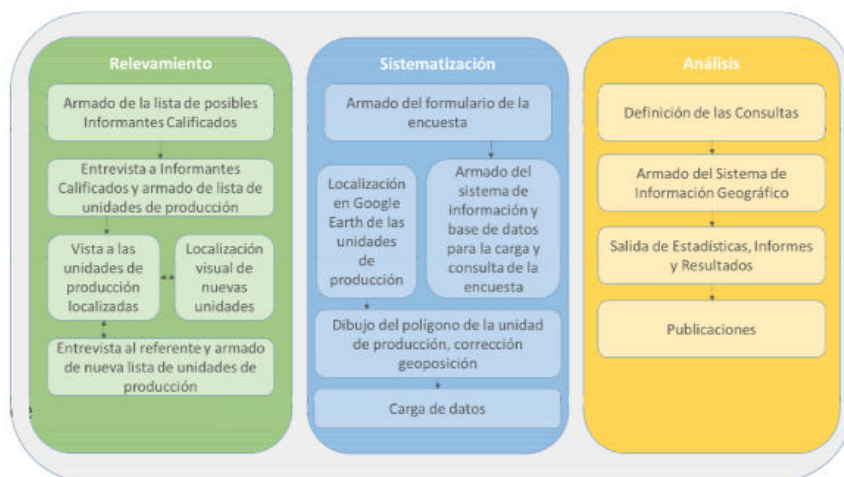 Relevamiento
Armado de la lista de posibles
Informantes Calificados
Entrevista a Informantes
Calificados y armado de lista de
unidades de producción
Vista a las
unidades de
producción
localizadas
Localización
visual de
nuevas
unidades
Entrevista al referente y armado
de nueva lista de unidades de
producción
e
Sistematización
Armado del formulario de la
encuesta
Localización
en Google
Earth de las
unidades
de
producción
Armado del
sistema de
información y
base de datos
para la carga y
consulta de la
encuesta
Dibujo del polígono de la unidad
de producción, corrección
geoposición
Carga de datos
Análisis
Definición de las Consultas
Armado del Sistema de
Información Geográfico
Salida de Estadísticas, Informes
y Resultados
Publicaciones